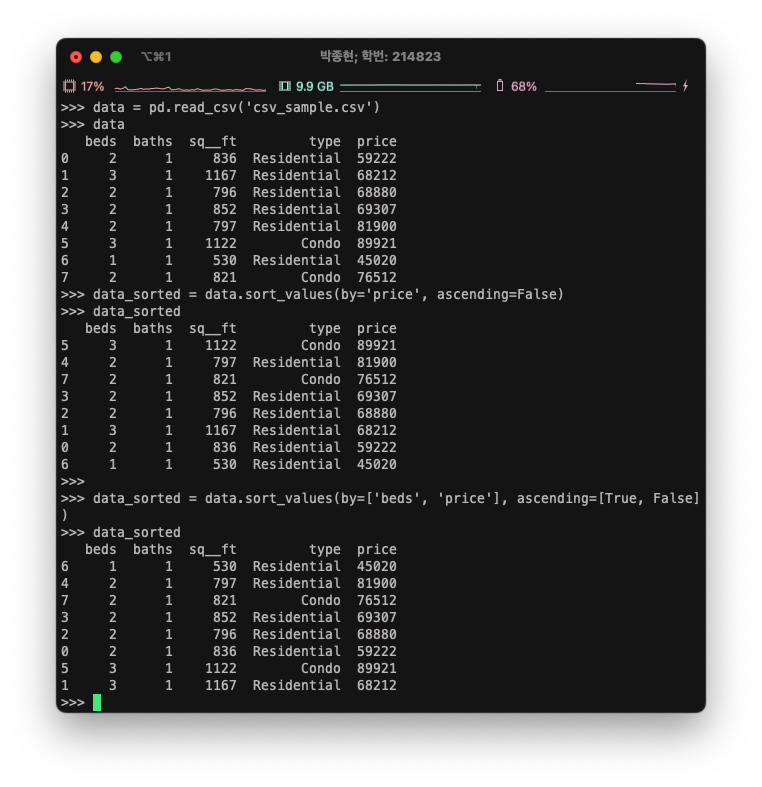 ⌥⌘1 박종현; 학번: 214823
17% 9.9 GB 68%
>>> data = pd.read_csv('csv_sample.csv')
>>> data
   beds  baths  sq__ft         type  price
0     2      1     836  Residential  59222
1     3      1    1167  Residential  68212
2     2      1     796  Residential  68880
3     2      1     852  Residential  69307
4     2      1     797  Residential  81900
5     3      1    1122        Condo  89921
6     1      1     530  Residential  45020
7     2      1     821        Condo  76512
>>> data_sorted = data.sort_values(by='price', ascending=False)
>>> data_sorted
   beds  baths  sq__ft         type  price
5     3      1    1122        Condo  89921
4     2      1     797  Residential  81900
7     2      1     821        Condo  76512
3     2      1     852  Residential  69307
2     2      1     796  Residential  68880
1     3      1    1167  Residential  68212
0     2      1     836  Residential  59222
6     1      1     530  Residential  45020
>>>
>>> data_sorted = data.sort_values(by=['beds', 'price'], ascending=[True, False]
)
>>> data_sorted
   beds  baths  sq__ft         type  price
6     1      1     530  Residential  45020
4     2      1     797  Residential  81900
7     2      1     821        Condo  76512
3     2      1     852  Residential  69307
2     2      1     796  Residential  68880
0     2      1     836  Residential  59222
5     3      1    1122        Condo  89921
1     3      1    1167  Residential  68212
>>>